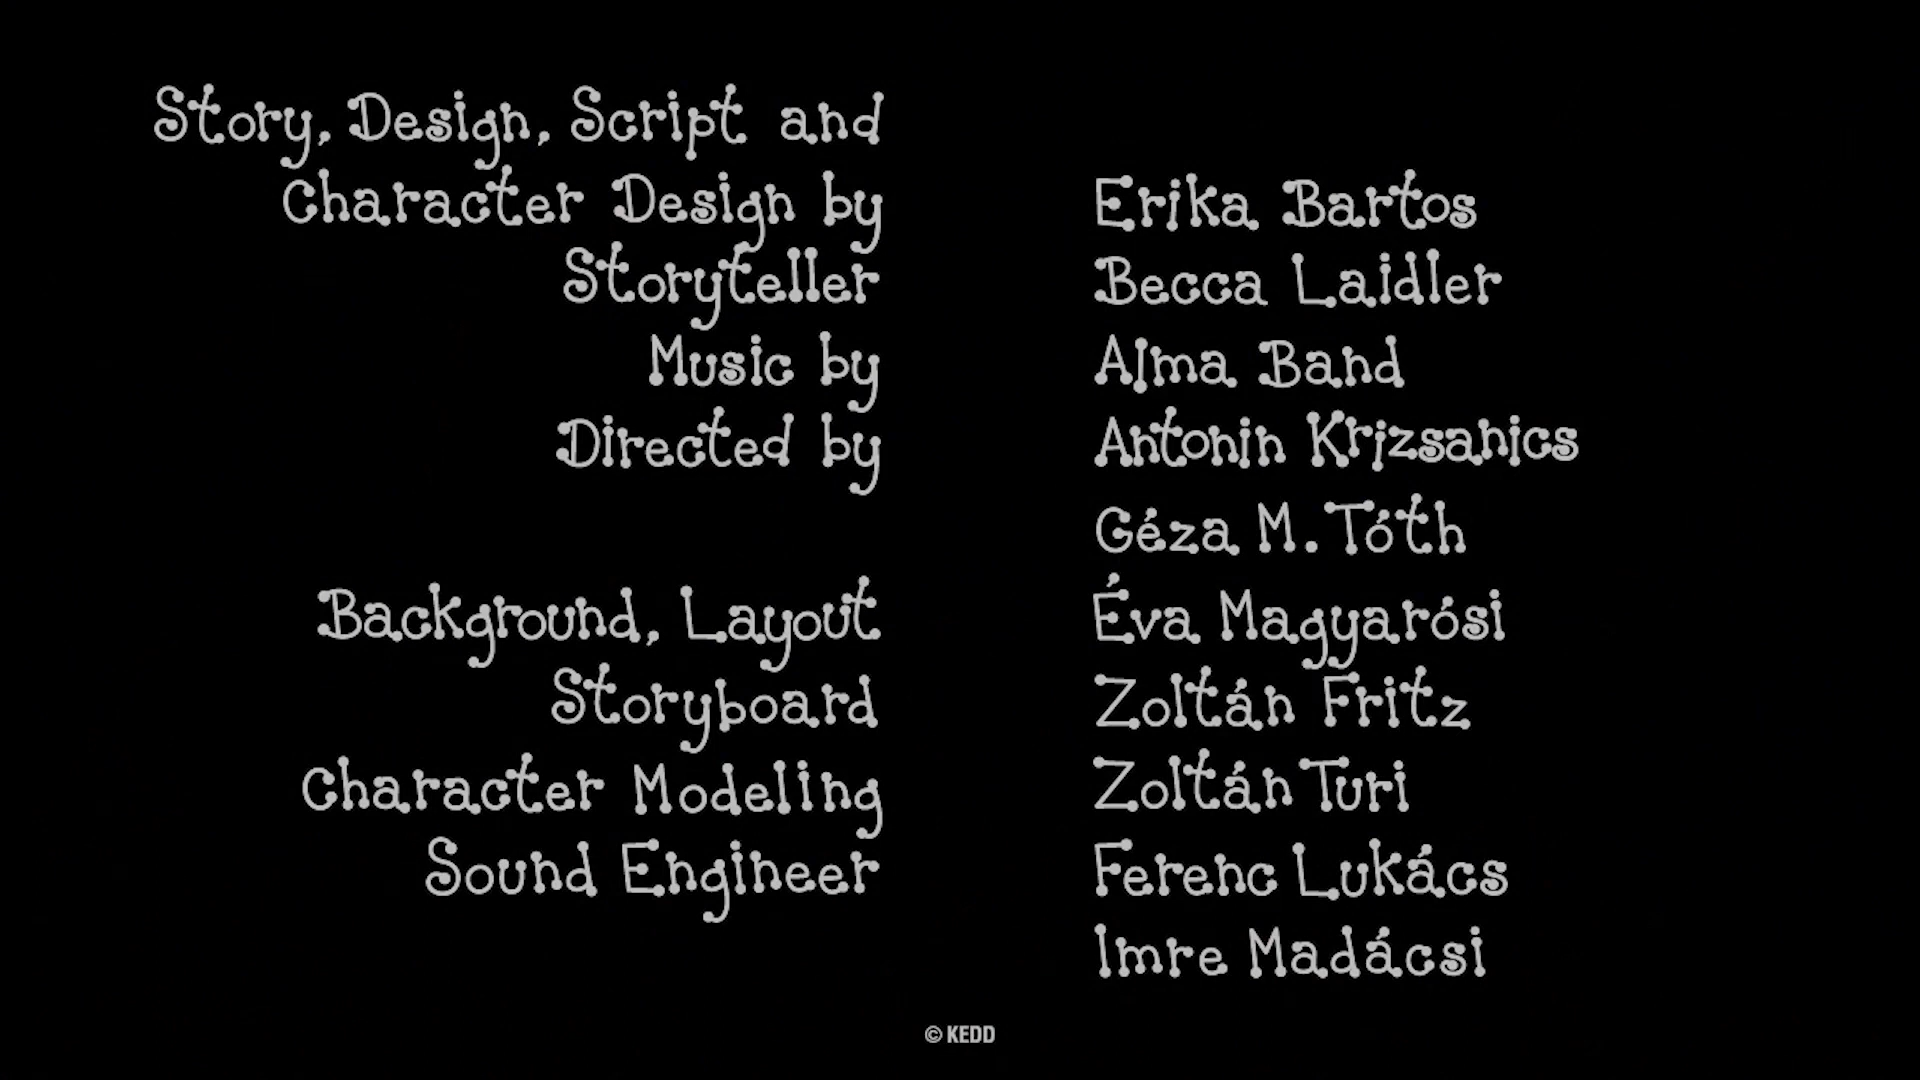 Story, Design, Script and
Character Design by Erika Bartos
Storyteller Becca Laidler
Music by Alma Band
Directed by Antonin Krizsanics
Géza M. Tóth
Background, Layout Éva Magyarósi
Storyboard Zoltán Fritz
Character Modeling Zoltán Turi
Sound Engineer Ferenc Lukács
Imre Madácsi
© KEDD